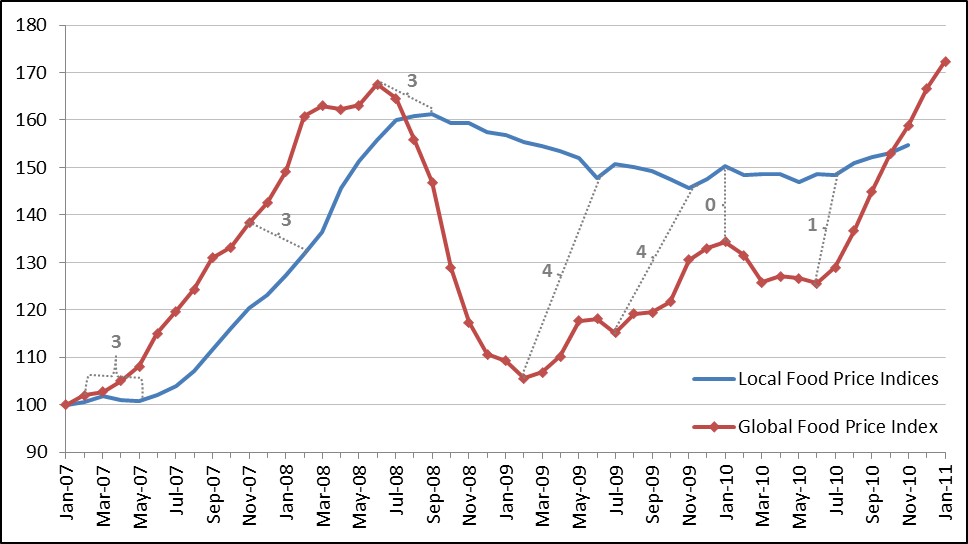 180
170
160
150
140
130
120
110
100
90
3
3
3
4
4
0
1
Local Food Price Indices
Global Food Price Index
Jan-07
Mar-07
May-07
Jul-07
Sep-07
Nov-07
Jan-08
Mar-08
May-08
Jul-08
Sep-08
Nov-08
Jan-09
Mar-09
May-09
Jul-09
Sep-09
Nov-09
Jan-10
Mar-10
May-10
Jul-10
Sep-10
Nov-10
Jan-11